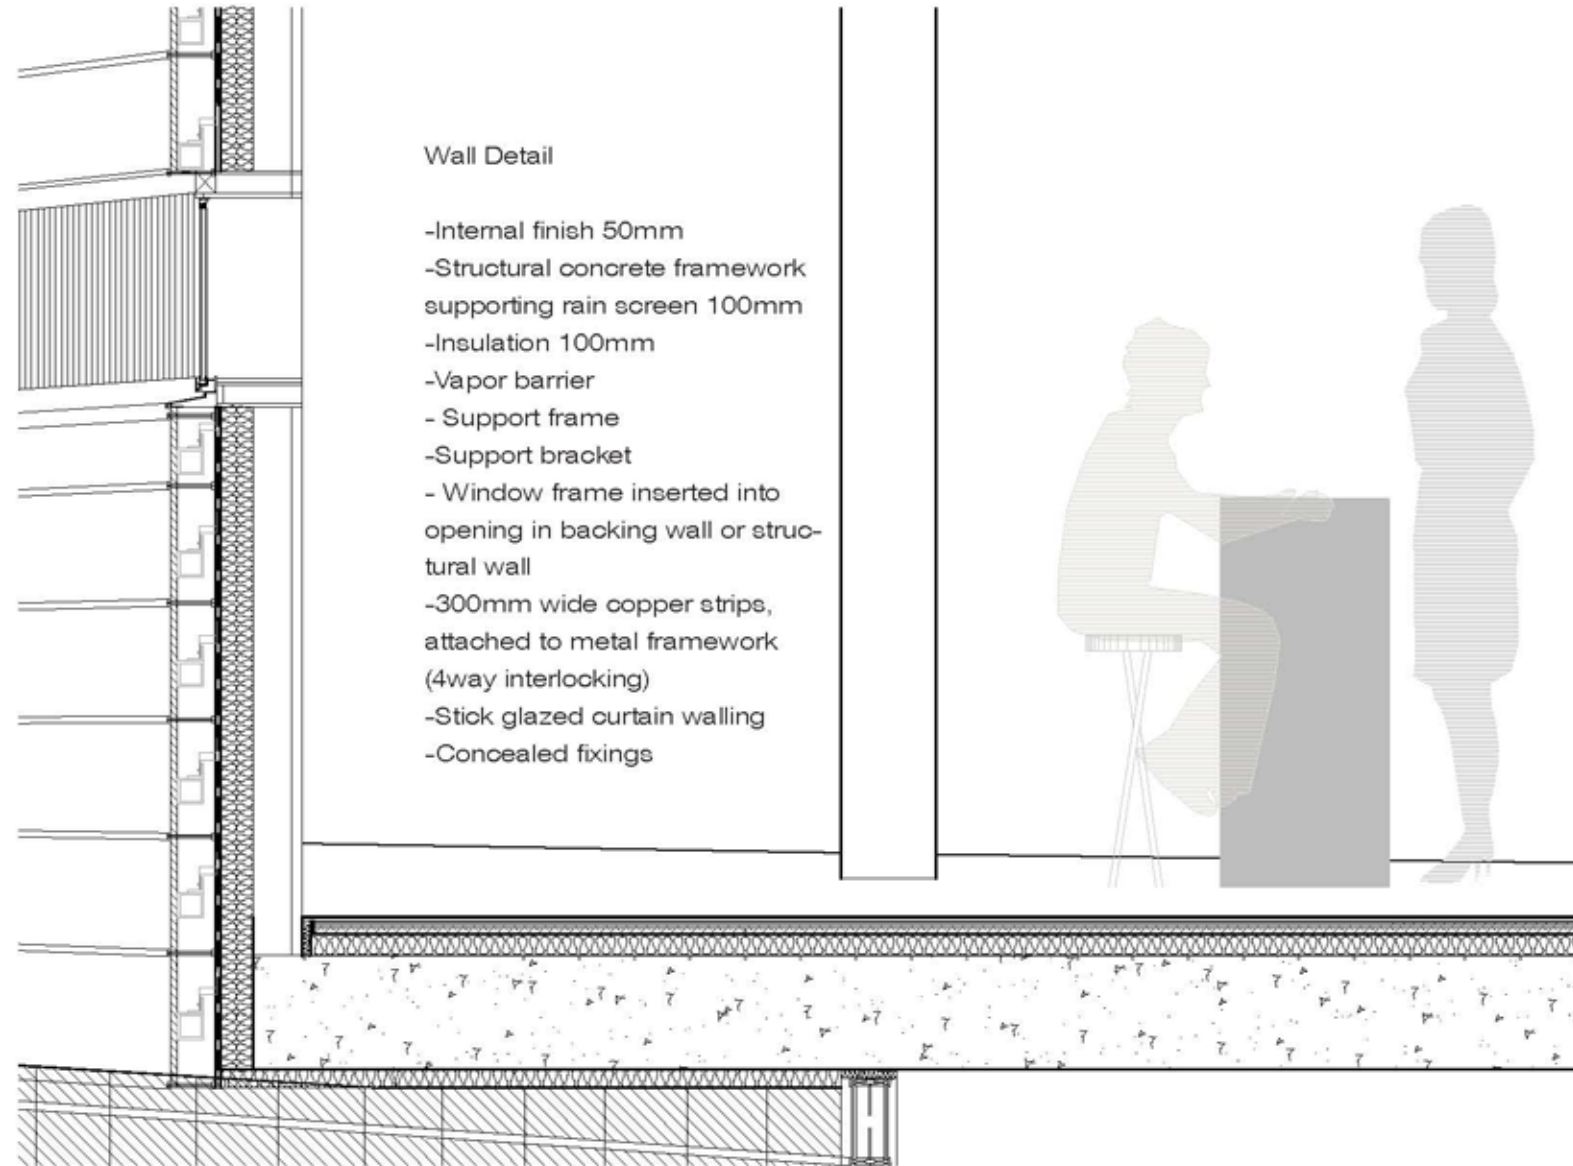 Wall Detail
-Internal finish 50mm
-Structural concrete framework
supporting rain screen 100mm
-Insulation 100mm
-Vapor barrier
- Support frame
-Support bracket
- Window frame inserted into
opening in backing wall or struc-
tural wall
-300mm wide copper strips,
attached to metal framework
(4way interlocking)
-Stick glazed curtain walling
-Concealed fixings